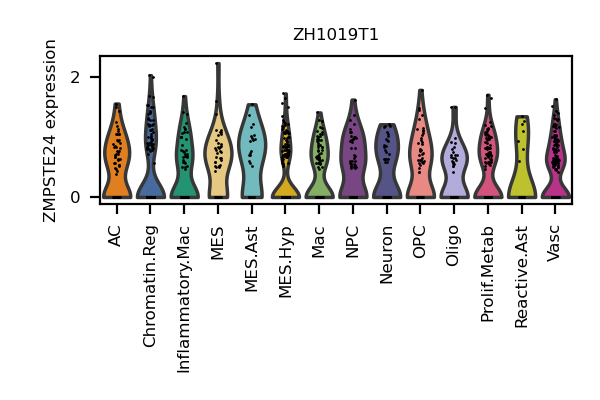 ZH1019T1
ZMPSTE24 expression
2
0
AC
Chromatin.Reg
Inflammatory.Mac
MES
MES.Ast
MES.Hyp
Mac
NPC
Neuron
OPC
Oligo
Prolif.Metab
Reactive.Ast
Vasc